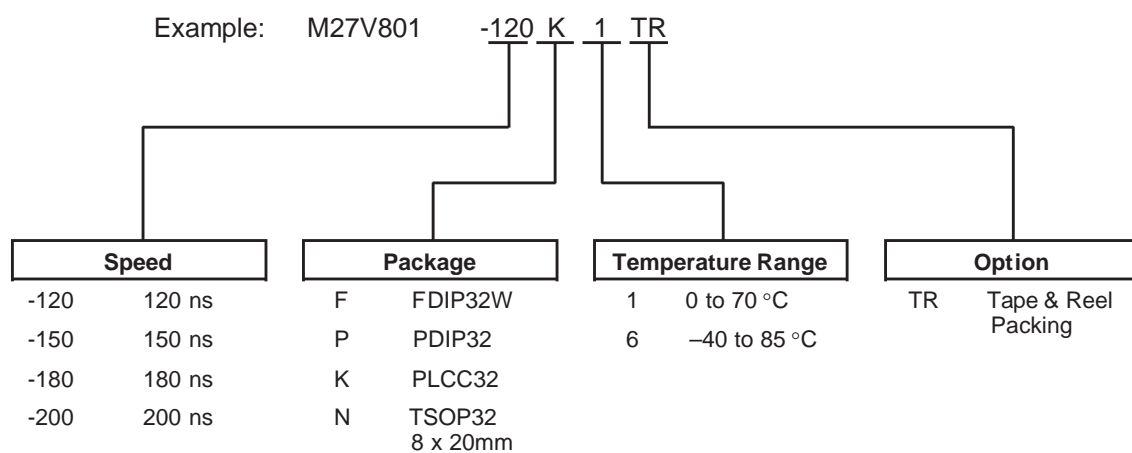 Example: M27V801 -120 K 1 TR
Speed
-120 120 ns
-150 150 ns
-180 180 ns
-200 200 ns
Package
F FDIP32W
P PDIP32
K PLCC32
N TSOP32
8 x 20mm
Temperature Range
1 0 to 70 °C
6 –40 to 85 °C
Option
TR Tape & Reel
Packing